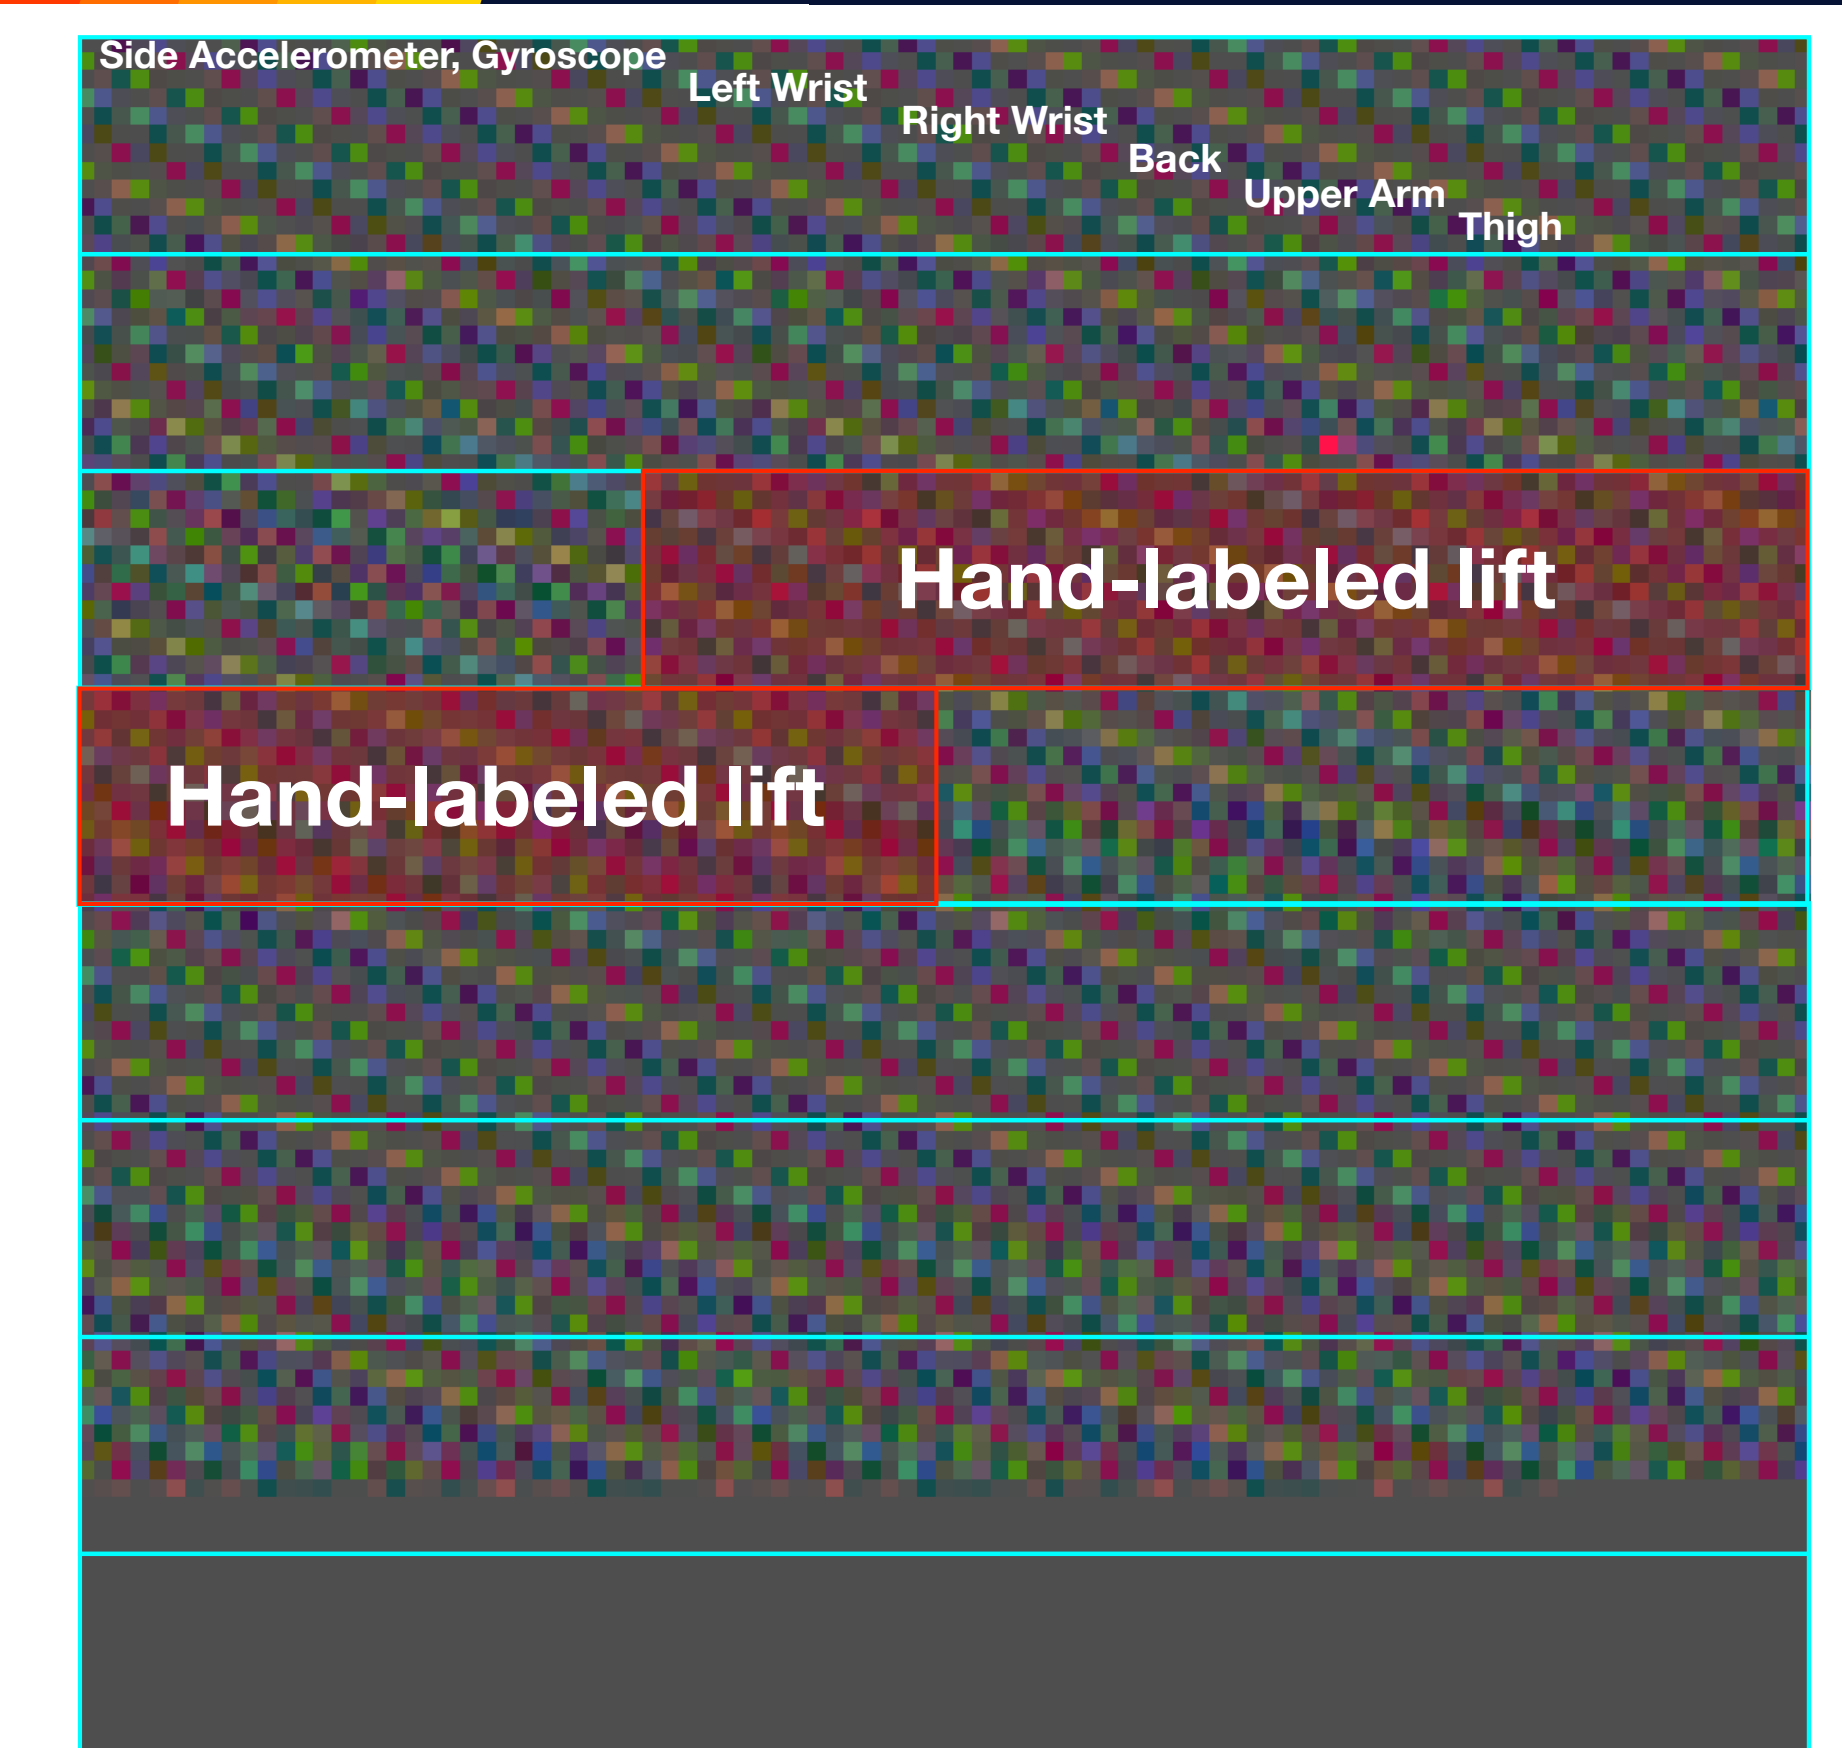 Side Accelerometer, Gyroscope
Left Wrist
Right Wrist
Back
Upper Arm
Thigh
Hand-labeled lift
Hand-labeled lift